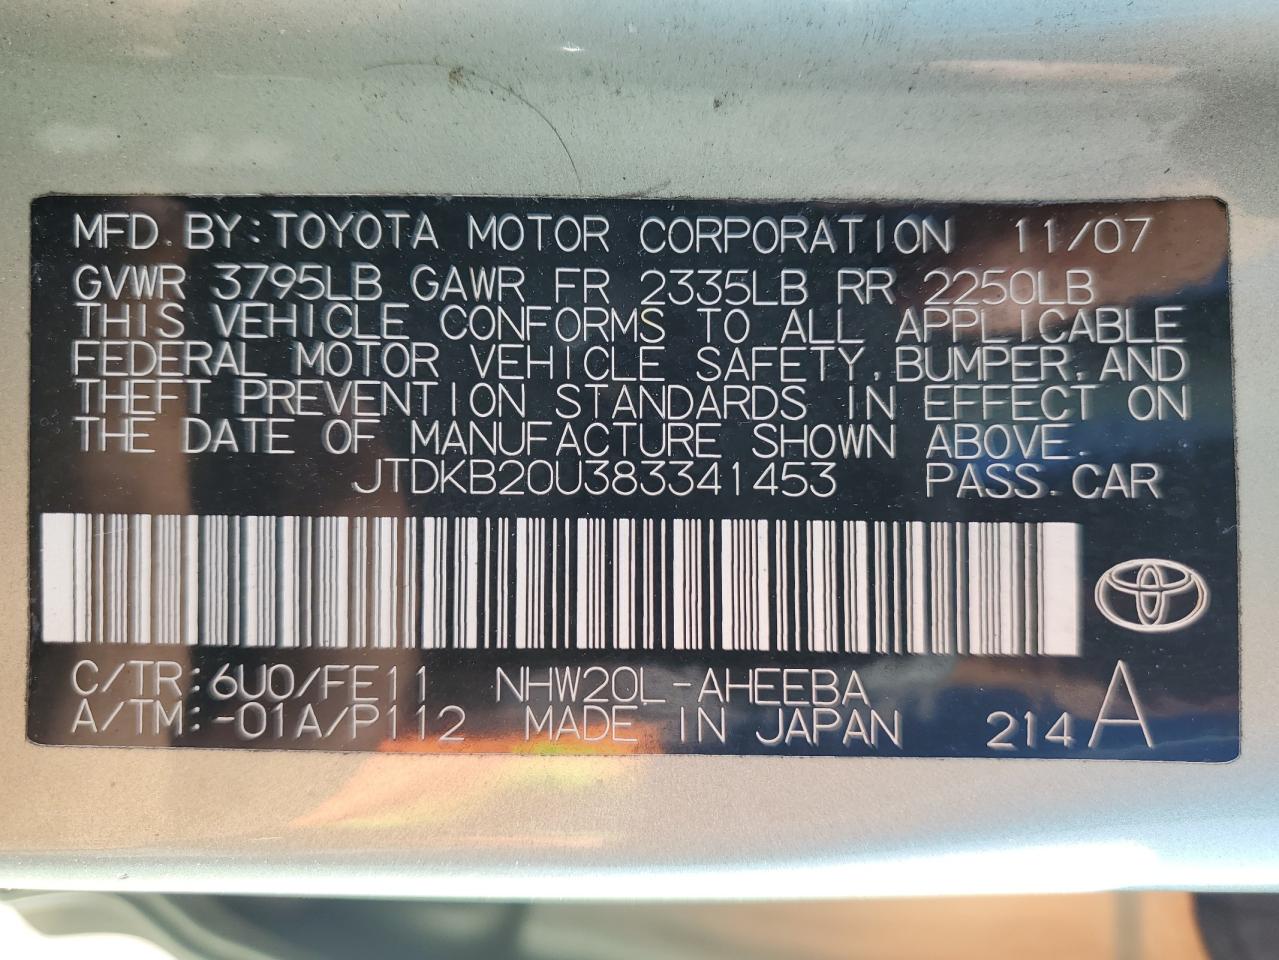 MFD. BY: TOYOTA MOTOR CORPORATION 11/07
GVWR 3795LB GAWR FR 2335LB RR 2250LB
THIS VEHICLE CONFORMS TO ALL APPLICABLE
FEDERAL MOTOR VEHICLE SAFETY, BUMPER, AND
THEFT PREVENTION STANDARDS IN EFFECT ON
THE DATE OF MANUFACTURE SHOWN ABOVE.
JTDKB20U383341453 PASS. CAR
C/TR: 6U0/FE11 NHW20L-AHEEBA
A/TM: -01A/P112 MADE IN JAPAN 214 A